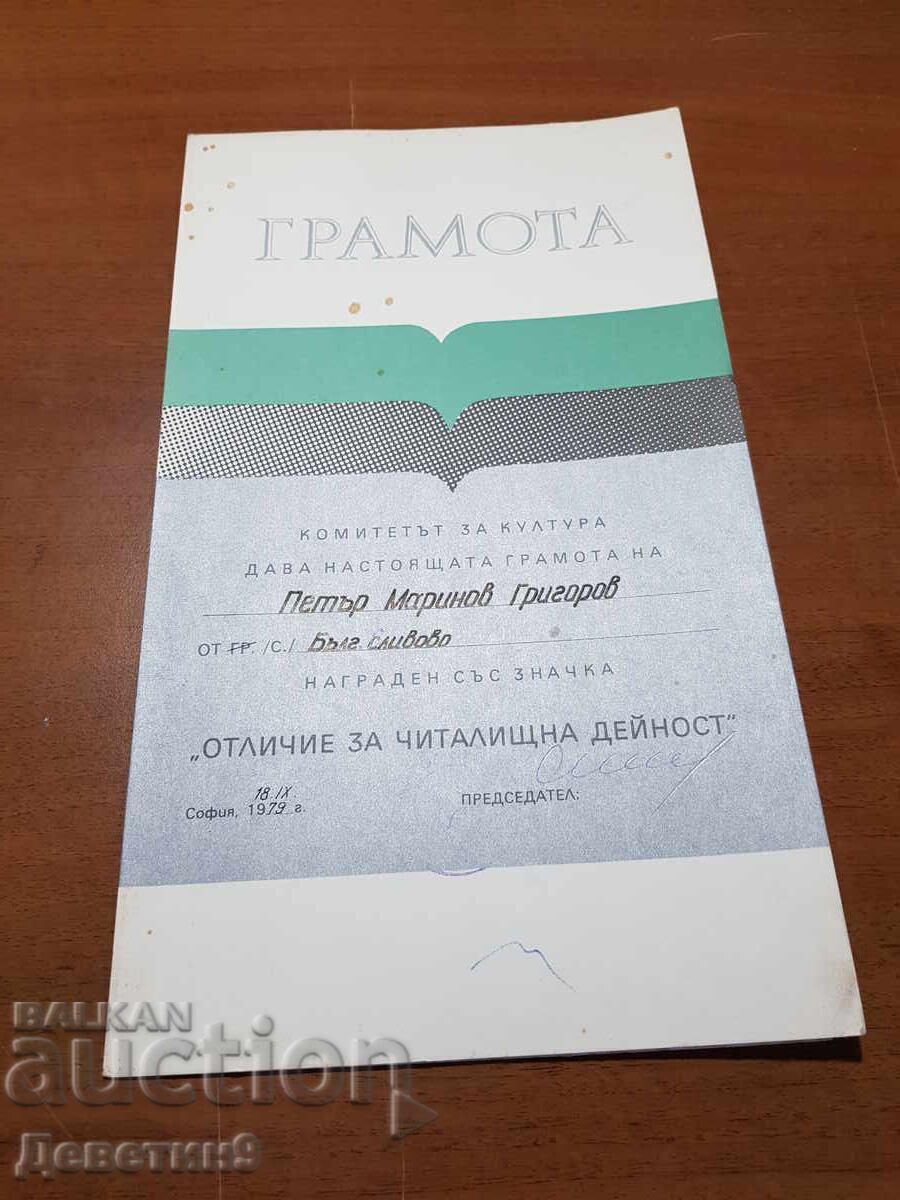 ГРАМОТА
КОМИТЕТЪТ ЗА КУЛТУРА
ДАВА НАСТОЯЩАТА ГРАМОТА НА
Петър Маринов Григоров
ОТ ГР. /С./ Бълг. Сливово
НАГРАДЕН СЪС ЗНАЧКА
„ОТЛИЧИЕ ЗА ЧИТАЛИЩНА ДЕЙНОСТ"
18.IX.
София, 1979 г.
ПРЕДСЕДАТЕЛ:
BALKAN
auction
Деветин9